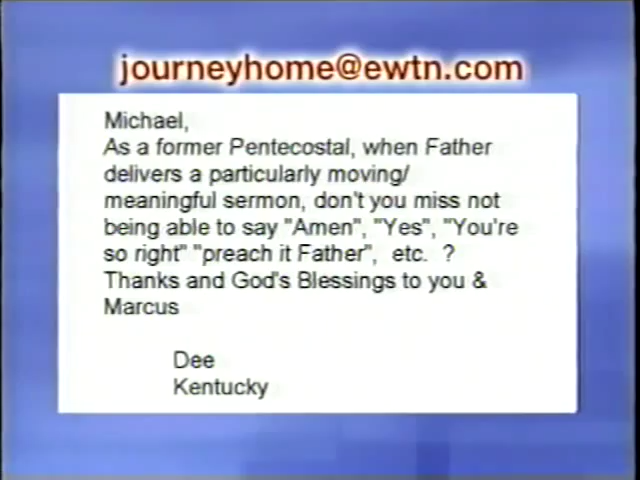 journeyhome@ewtn.com
Michael,
As a former Pentecostal, when Father
delivers a particularly moving/
meaningful sermon, don't you miss not
being able to say "Amen", "Yes", "You're
so right" "preach it Father", etc. ?
Thanks and God's Blessings to you &
Marcus
Dee
Kentucky